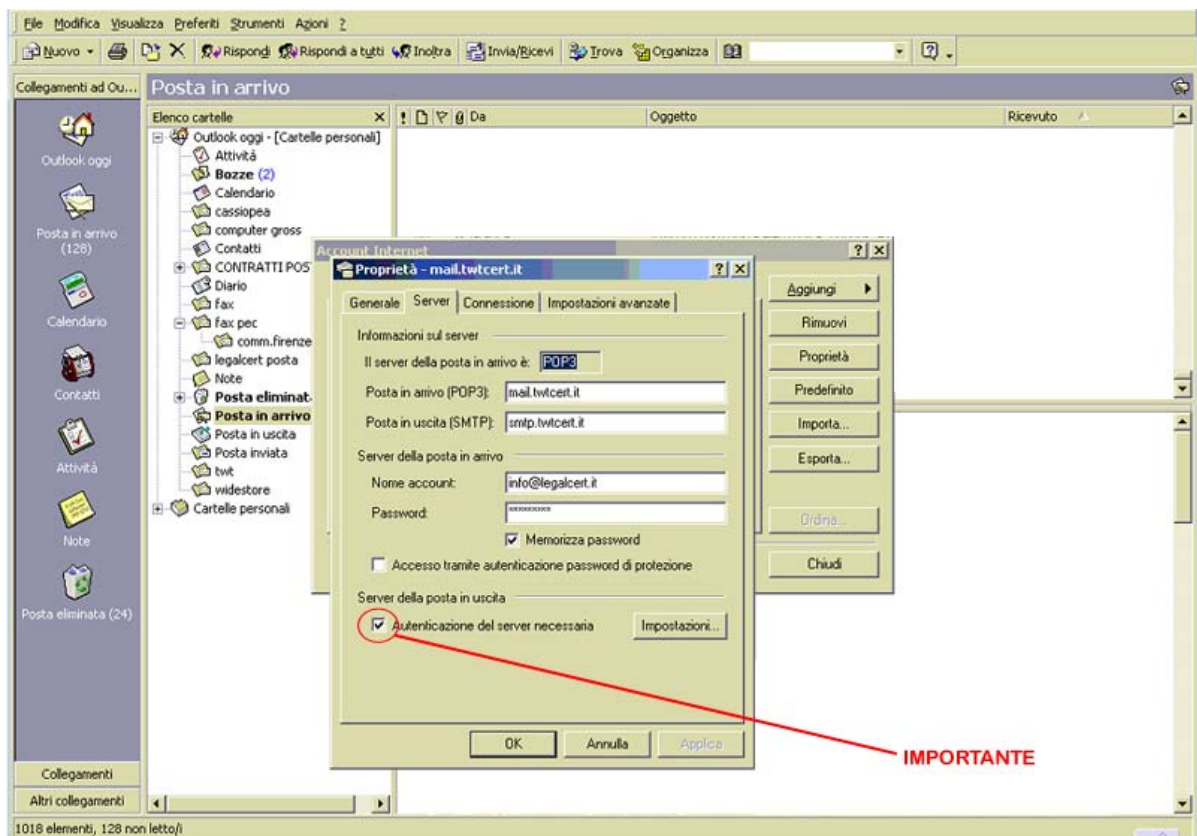 File Modifica Visualizza Preferiti Strumenti Azioni ?
Nuovo Rispondi Rispondi a tutti Inoltra Invia/Ricevi Trova Organizza
Collegamenti ad Ou...
Posta in arrivo
Outlook oggi
Posta in arrivo (128)
Calendario
Contatti
Attività
Note
Posta eliminata (24)
Collegamenti
Altri collegamenti
Elenco cartelle
Outlook oggi - [Cartelle personali]
Attività
Bozze (2)
Calendario
cassiopea
computer gross
Contatti
CONTRATTI POS
Diario
fax
fax pec
comm.firenze
legalcert posta
Note
Posta eliminat
Posta in arrivo
Posta in uscita
Posta inviata
twt
widestore
Cartelle personali
! Da Oggetto Ricevuto
Account Internet
Aggiungi
Rimuovi
Proprietà
Predefinito
Importa...
Esporta...
Ordina...
Chiudi
Proprietà - mail.twtcert.it
Generale Server Connessione Impostazioni avanzate
Informazioni sul server
Il server della posta in arrivo è: POP3
Posta in arrivo (POP3): mail.twtcert.it
Posta in uscita (SMTP): smtp.twtcert.it
Server della posta in arrivo
Nome account: info@legalcert.it
Password: *********
Memorizza password
Accesso tramite autenticazione password di protezione
Server della posta in uscita
Autenticazione del server necessaria Impostazioni...
OK Annulla Applica
IMPORTANTE
1018 elementi, 128 non letto/i